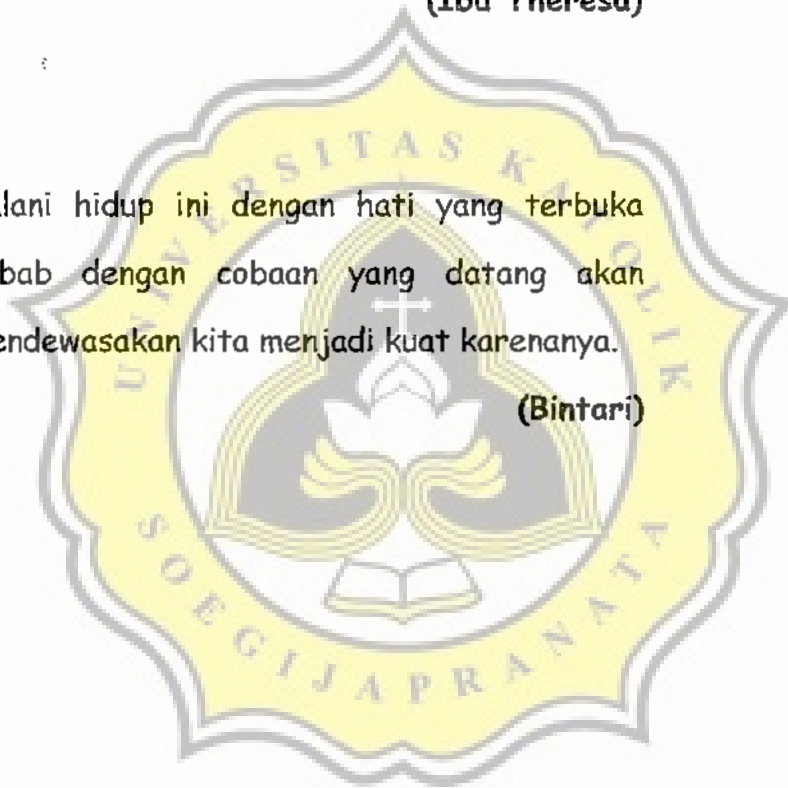 (Ibu Theresa)
lani hidup ini dengan hati yang terbuka
bab dengan cobaan yang datang akan
endewasakan kita menjadi kuat karenanya.
(Bintari)
UNIVERSITAS KATOLIK
SOEGIJAPRANATA